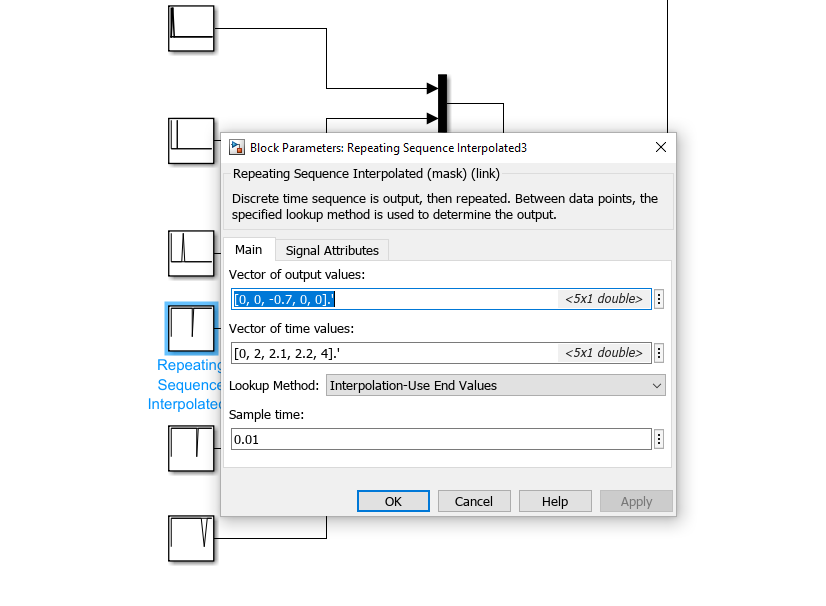 Block Parameters: Repeating Sequence Interpolated3
Repeating Sequence Interpolated (mask) (link)
Discrete time sequence is output, then repeated. Between data points, the
specified lookup method is used to determine the output.
Main
Signal Attributes
Vector of output values:
[0, 0, -0.7, 0, 0].'
<5x1 double>
Vector of time values:
[0, 2, 2.1, 2.2, 4].'
<5x1 double>
Lookup Method:
Interpolation-Use End Values
Sample time:
0.01
OK
Cancel
Help
Apply
Repeating
Sequence
Interpolated